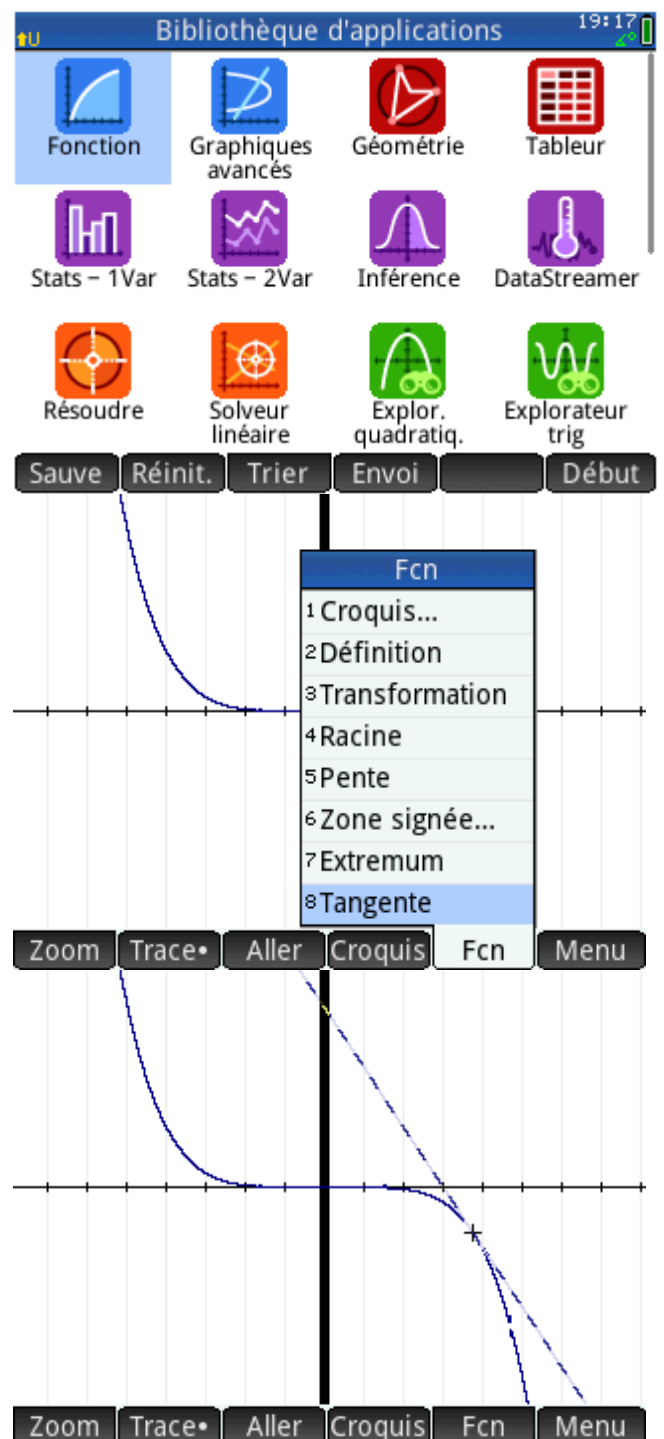 ↑U Bibliothèque d'applications 19:17
Fonction Graphiques avancés Géométrie Tableur
Stats – 1Var Stats – 2Var Inférence DataStreamer
Résoudre Solveur linéaire Explor. quadratiq. Explorateur trig
Sauve Réinit. Trier Envoi Début
Fcn
1 Croquis...
2 Définition
3 Transformation
4 Racine
5 Pente
6 Zone signée...
7 Extremum
8 Tangente
Zoom Trace• Aller Croquis Fcn Menu
Zoom Trace• Aller Croquis Fcn Menu